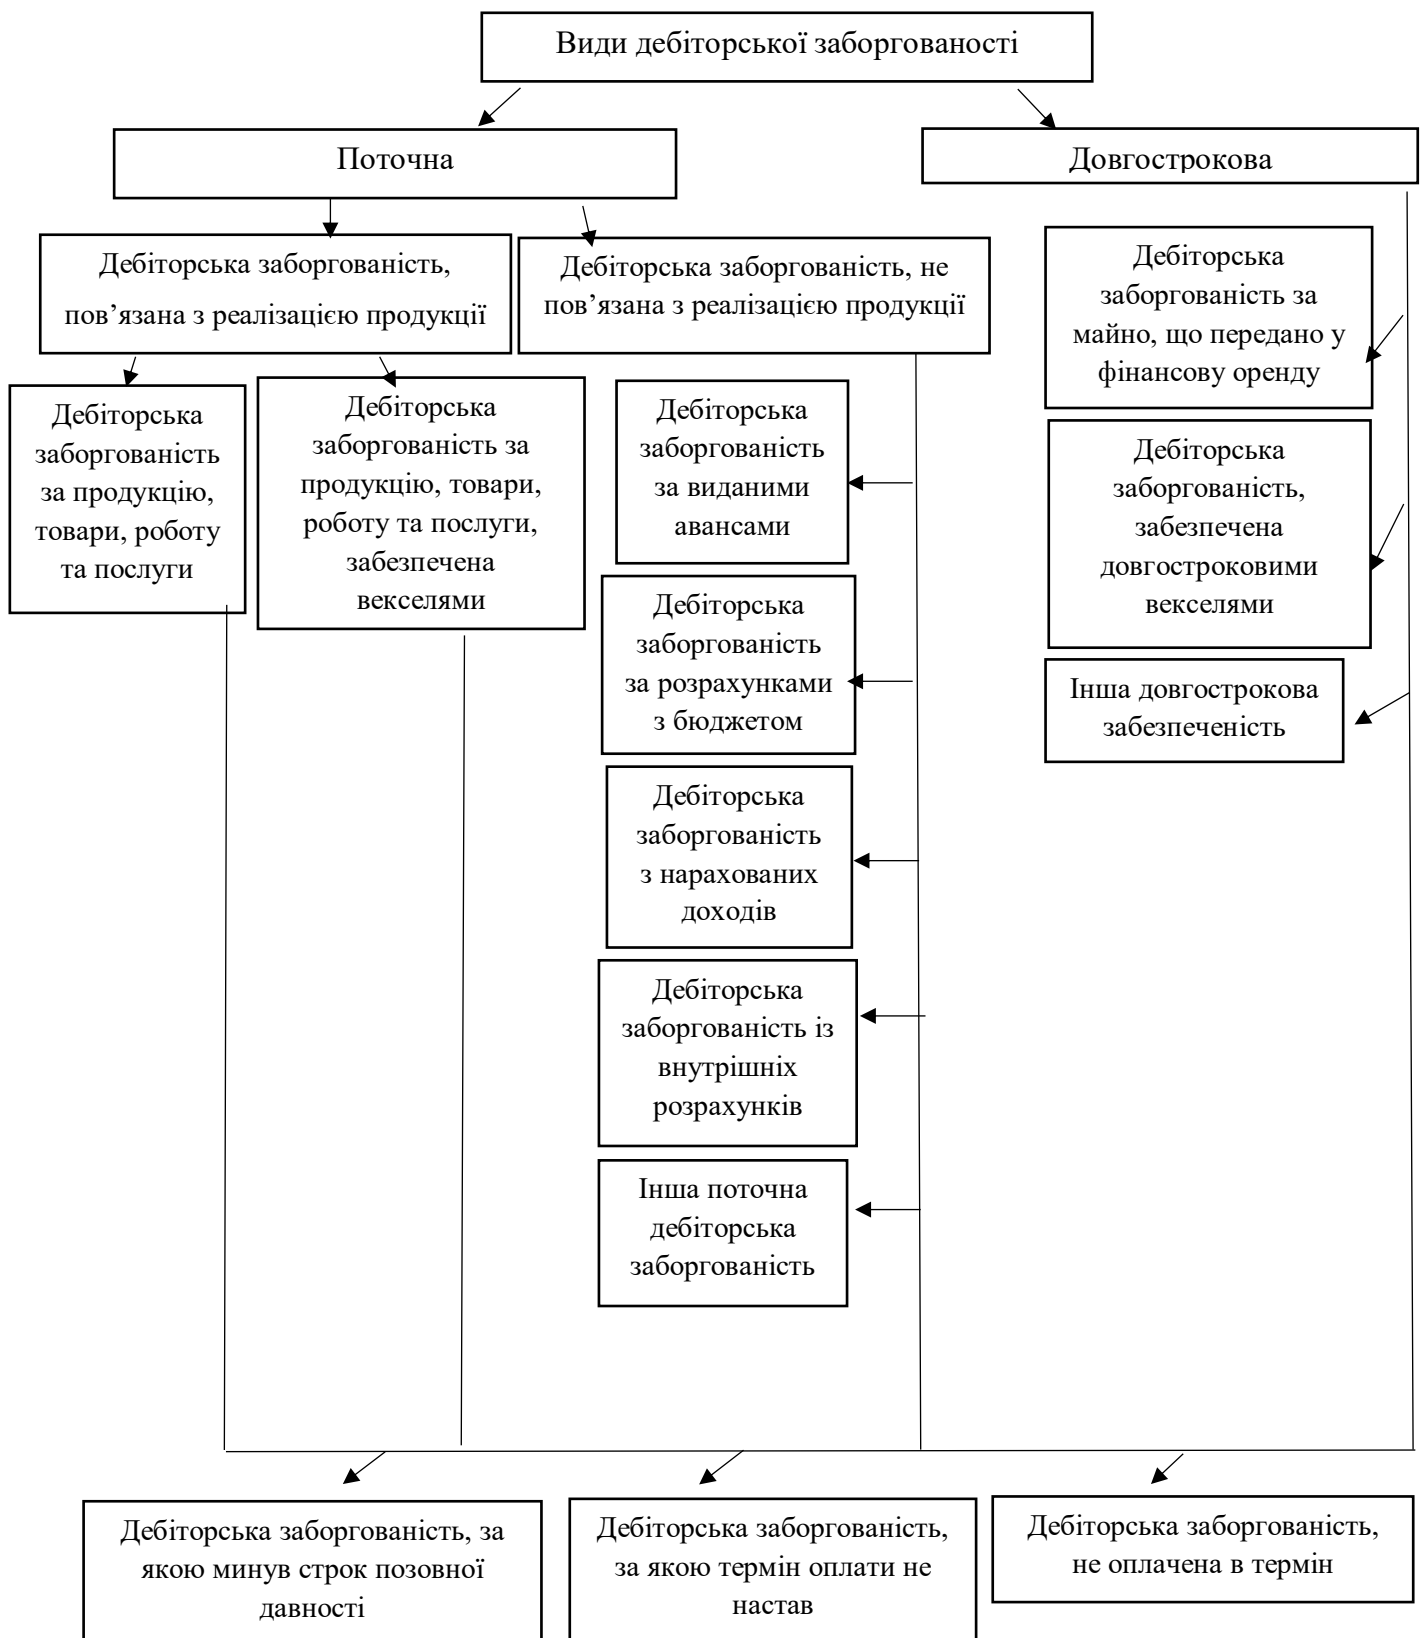 Види дебіторської заборгованості
Поточна
Довгострокова
Дебіторська заборгованість,
пов’язана з реалізацією продукції
Дебіторська заборгованість, не
пов’язана з реалізацією продукції
Дебіторська
заборгованість за
майно, що передано у
фінансову оренду
Дебіторська
заборгованість
за продукцію,
товари, роботу
та послуги
Дебіторська
заборгованість за
продукцію, товари,
роботу та послуги,
забезпечена
векселями
Дебіторська
заборгованість
за виданими
авансами
Дебіторська
заборгованість,
забезпечена
довгостроковими
векселями
Дебіторська
заборгованість
за розрахунками
з бюджетом
Інша довгострокова
забезпеченість
Дебіторська
заборгованість
з нарахованих
доходів
Дебіторська
заборгованість із
внутрішніх
розрахунків
Інша поточна
дебіторська
заборгованість
Дебіторська заборгованість, за
якою минув строк позовної
давності
Дебіторська заборгованість,
за якою термін оплати не
настав
Дебіторська заборгованість,
не оплачена в термін